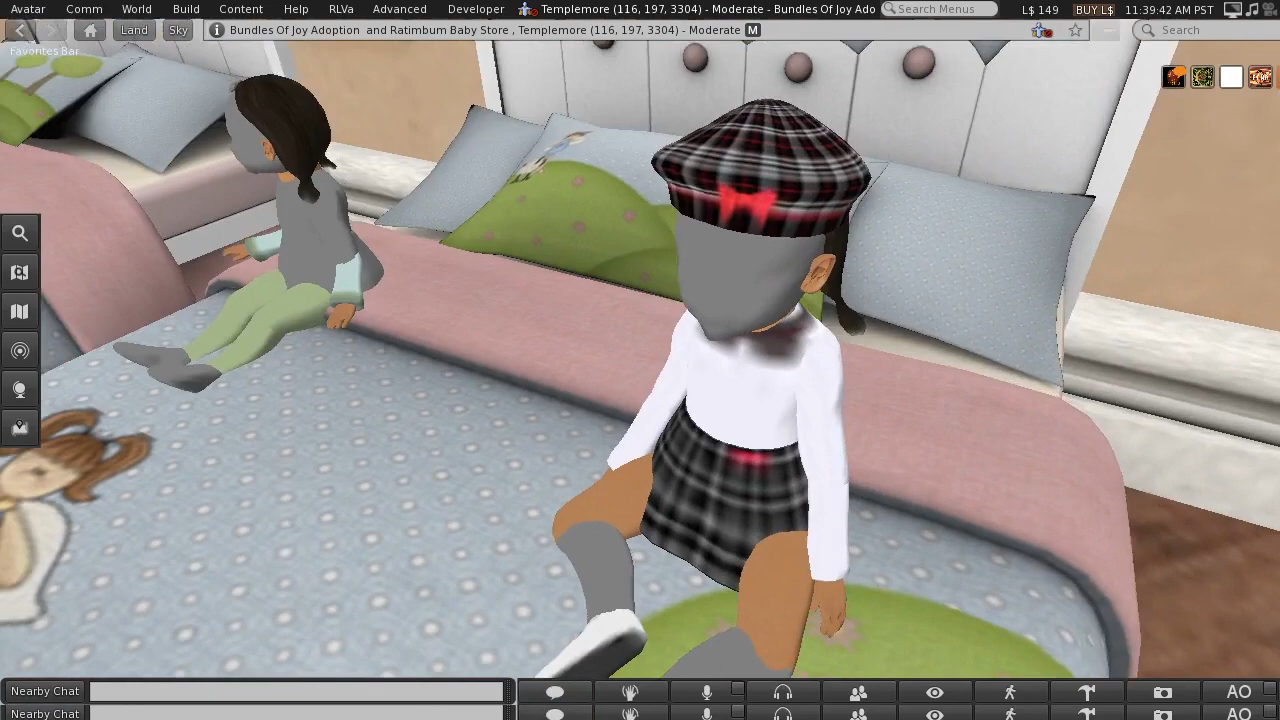 Avatar Comm World Build Content Help RLVa Advanced Developer Templemore (116, 197, 3304) - Moderate - Bundles Of Joy Ado Search Menus L$ 149 BUY L$ 11:39:42 AM PST
Land Sky Bundles Of Joy Adoption and Ratimbum Baby Store , Templemore (116, 197, 3304) - Moderate M Search
Favorites Bar
Nearby Chat AO
Nearby Chat AO